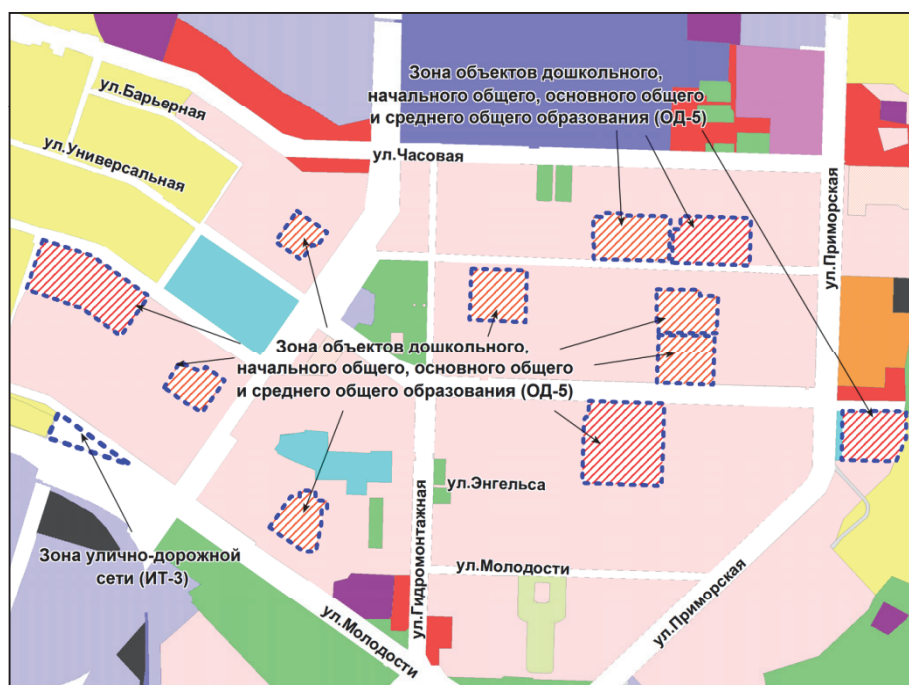 Зона объектов дошкольного,
начального общего, основного общего
и среднего общего образования (ОД-5)
ул.Барьерная
ул.Универсальная
ул.Часовая
ул.Приморская
Зона объектов дошкольного,
начального общего, основного общего
и среднего общего образования (ОД-5)
ул.Энгельса
ул.Гидромонтажная
Зона улично-дорожной
сети (ИТ-3)
ул.Молодости
ул.Молодости
ул.Приморская